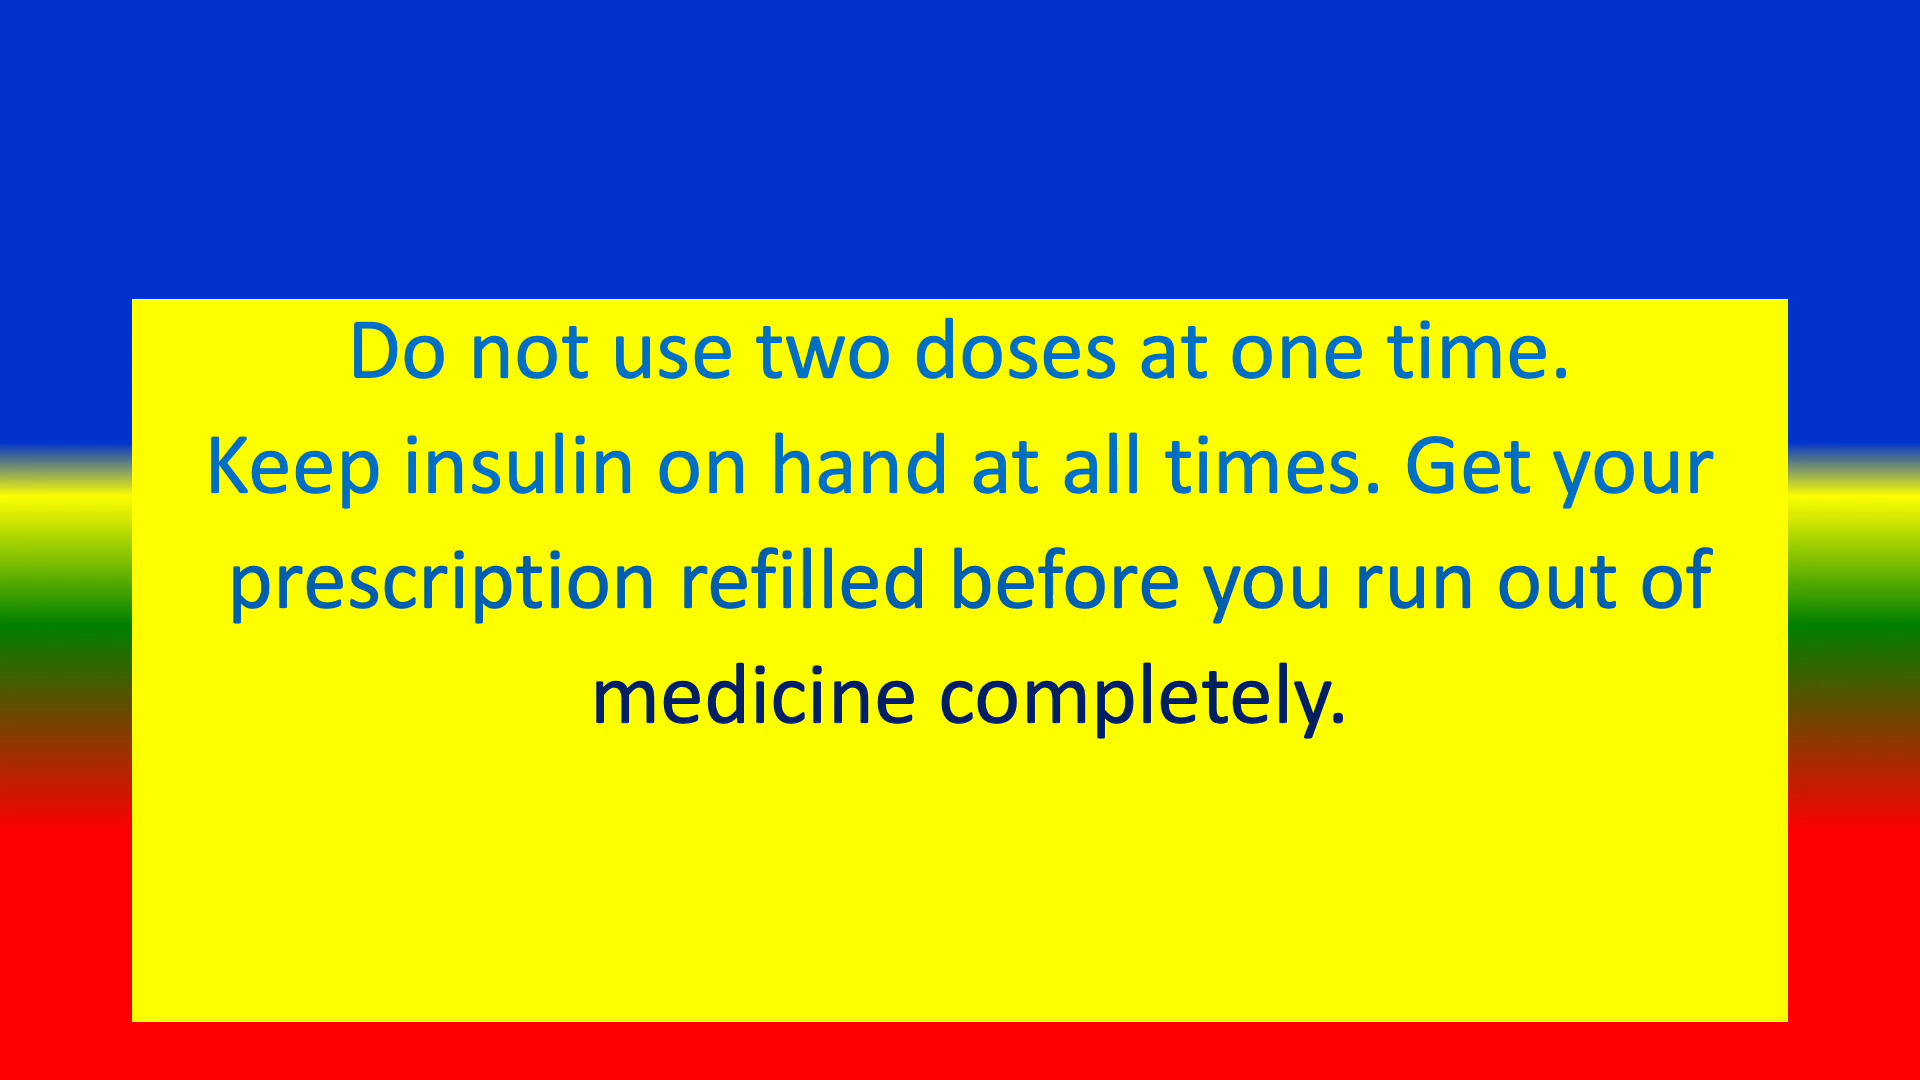 Do not use two doses at one time.
Keep insulin on hand at all times. Get your
prescription refilled before you run out of
medicine completely.